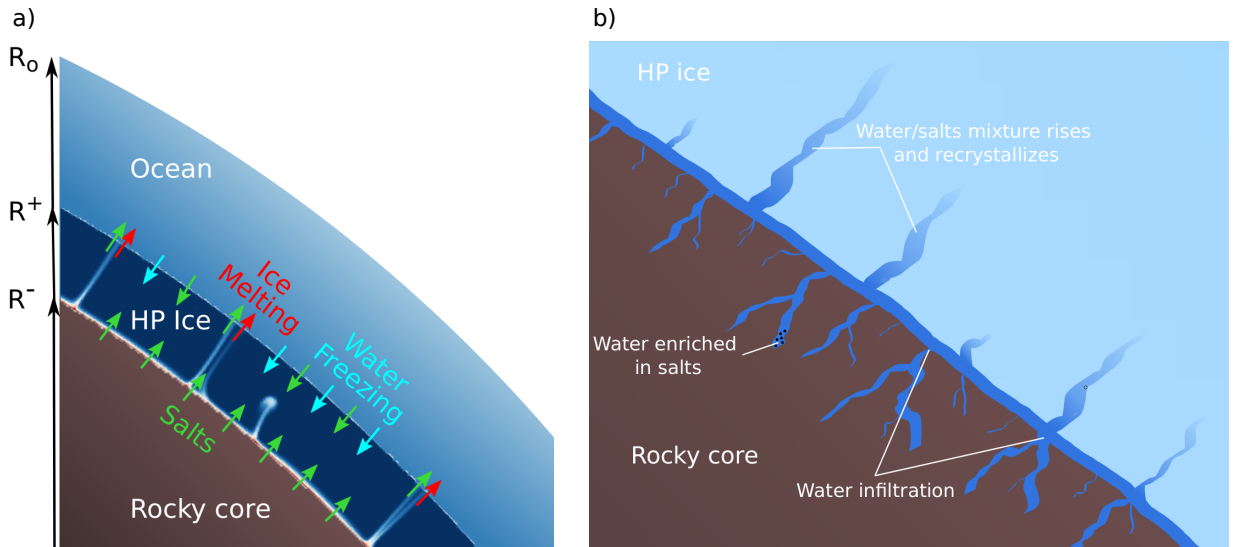 a)
R₀
Ocean
R⁺
R⁻
HP Ice
Ice
Melting
Water
Freezing
Salts
Rocky core
b)
HP ice
Water/salts mixture rises
and recrystallizes
Water enriched
in salts
Rocky core
Water infiltration